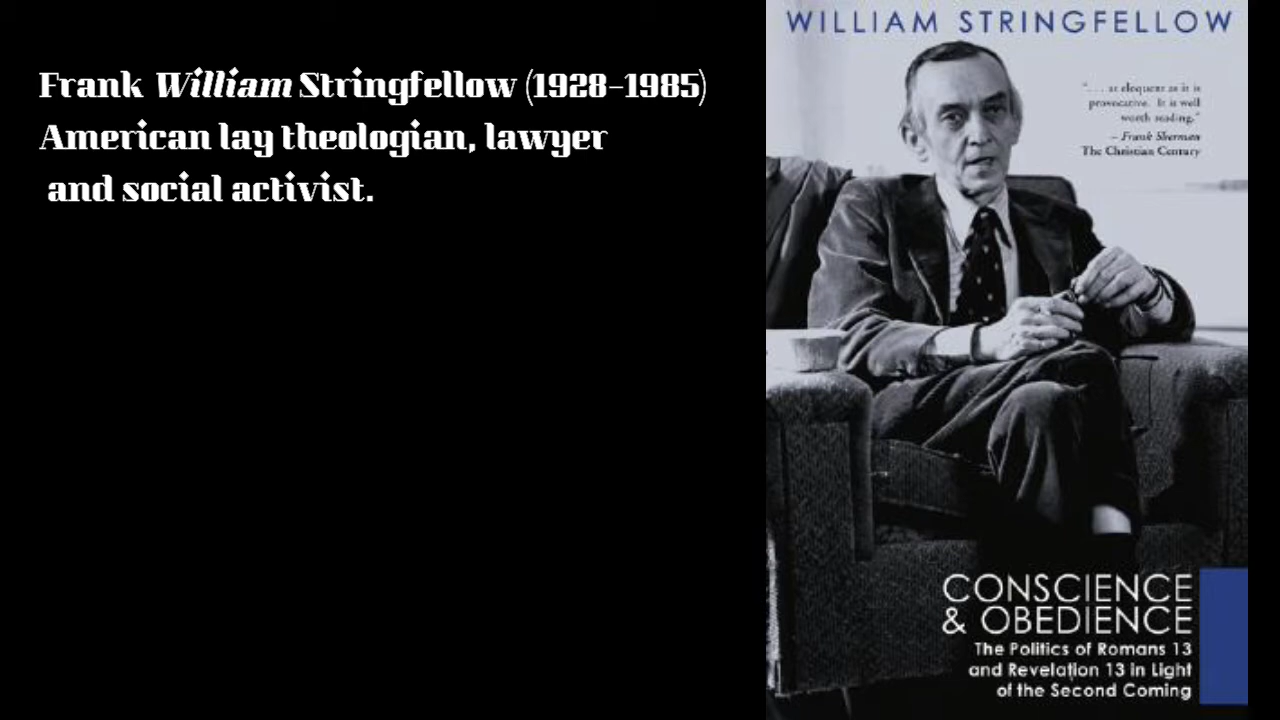 Frank William Stringfellow (1928-1985)
American lay theologian, lawyer
and social activist.
WILLIAM STRINGFELLOW
". . . as eloquent as it is
provocative. It is well
worth reading."
– Frank Sherman
The Christian Century
CONSCIENCE
& OBEDIENCE
The Politics of Romans 13
and Revelation 13 in Light
of the Second Coming